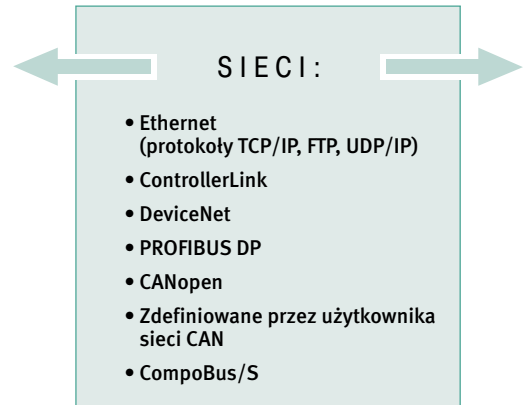 SIECI:
• Ethernet
(protokoły TCP/IP, FTP, UDP/IP)
• ControllerLink
• DeviceNet
• PROFIBUS DP
• CANopen
• Zdefiniowane przez użytkownika
sieci CAN
• CompoBus/S